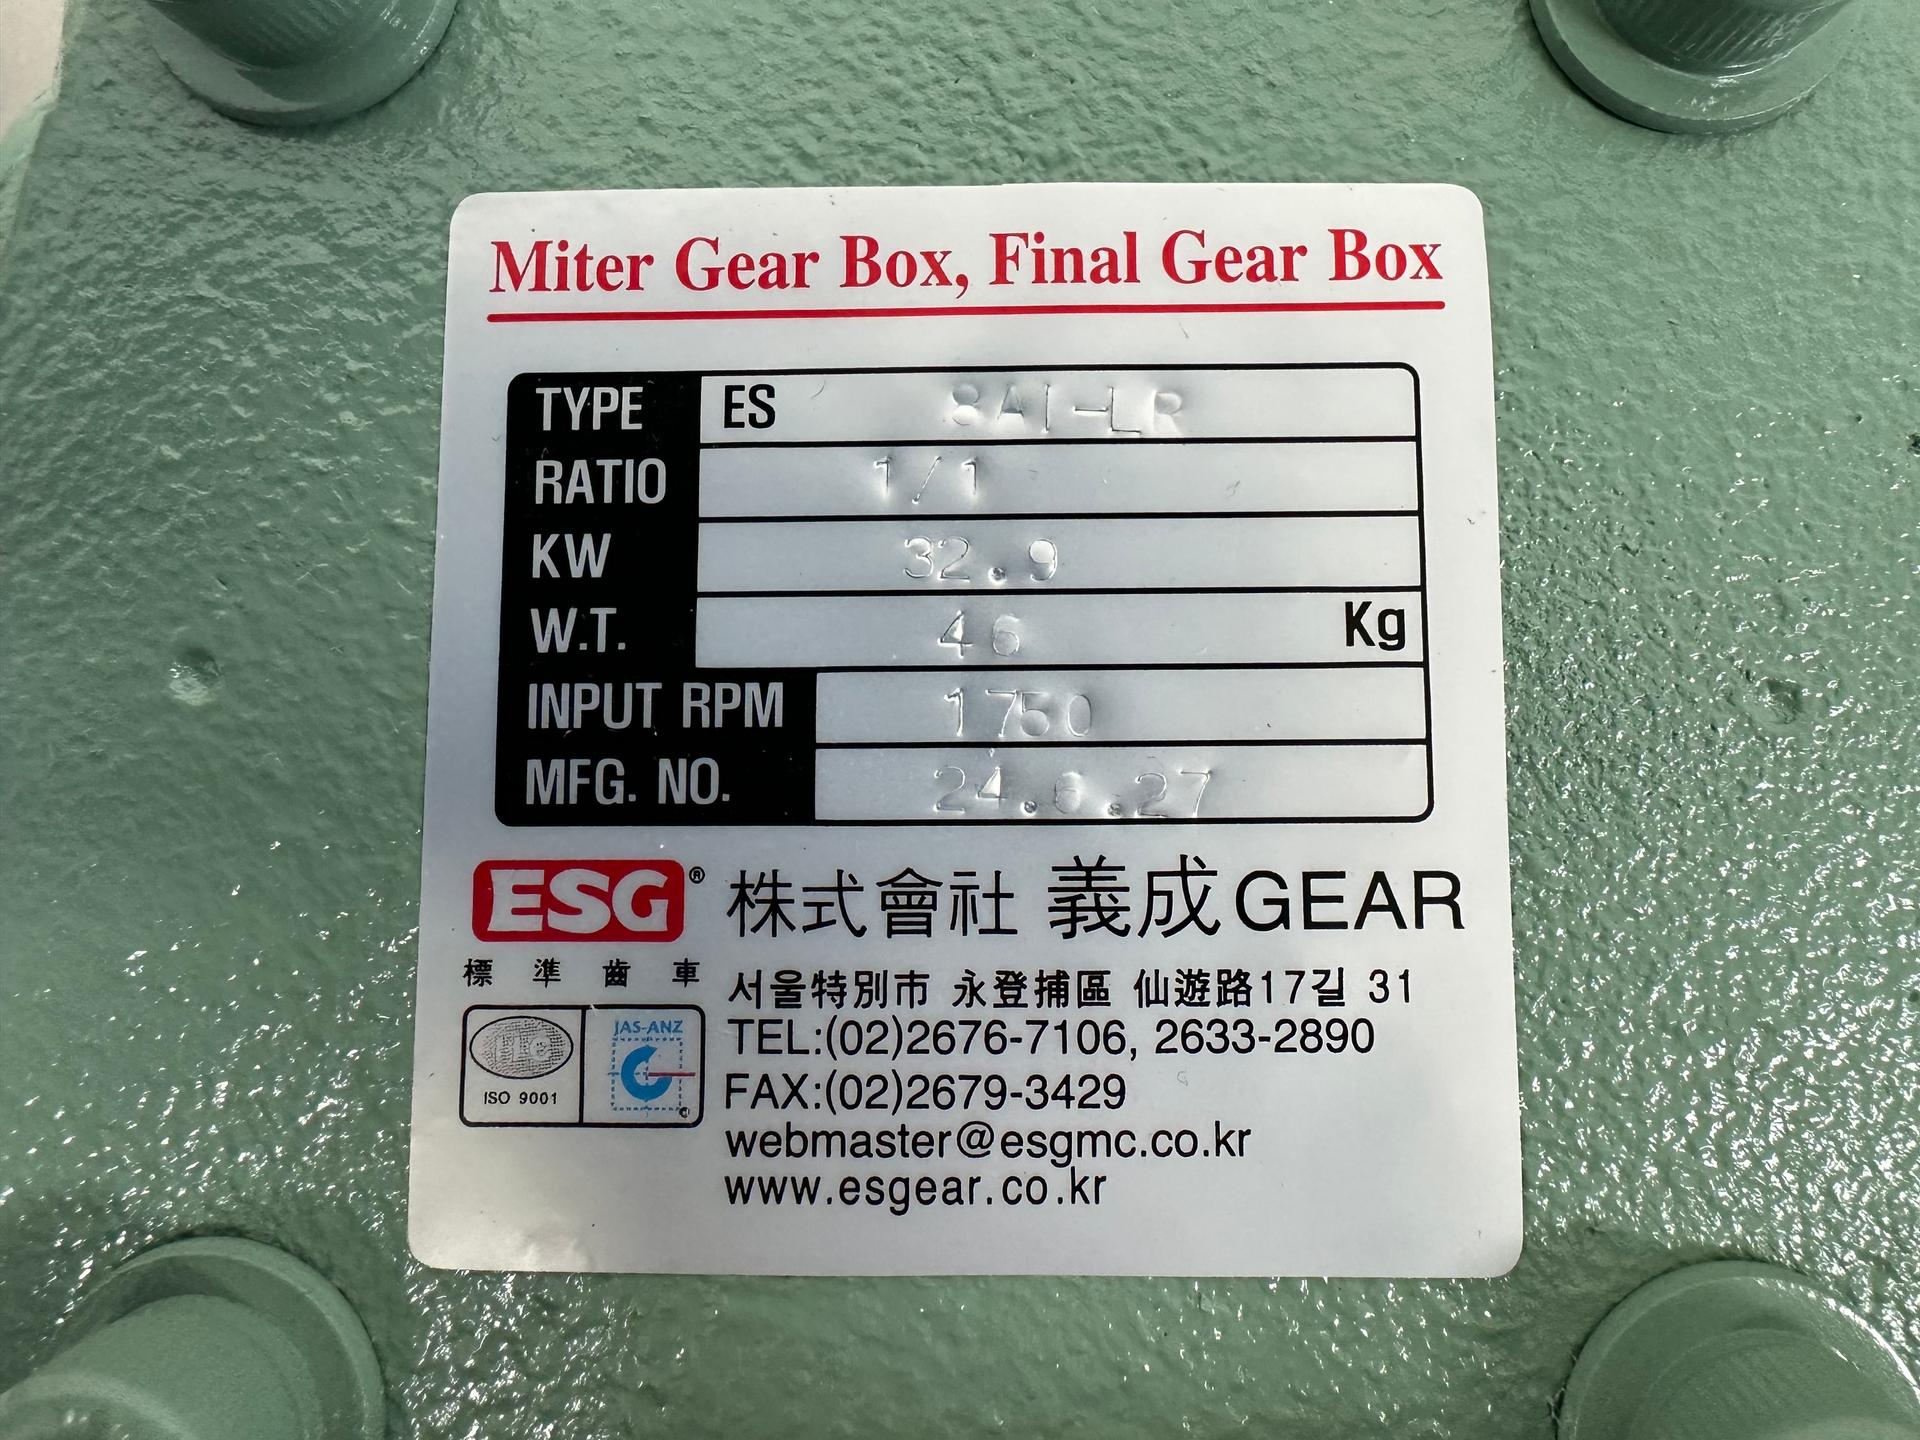 Miter Gear Box, Final Gear Box
TYPE ES 8A1-LR
RATIO 1/1
KW 32.9
W.T. 46 Kg
INPUT RPM 1750
MFG. NO. 24.6.27
ESG® 株式會社 義成GEAR
標準齒車
서울特別市 永登捕區 仙遊路17길 31
TEL:(02)2676-7106, 2633-2890
FAX:(02)2679-3429
webmaster@esgmc.co.kr
www.esgear.co.kr
JAS-ANZ
ISO 9001